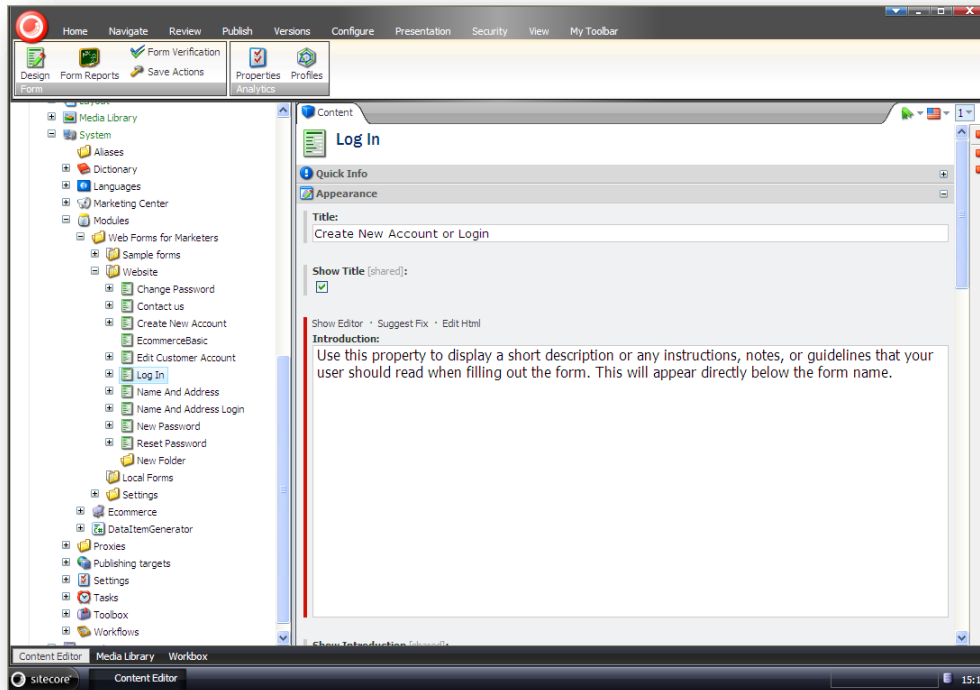 Home Navigate Review Publish Versions Configure Presentation Security View My Toolbar
Design Form Reports Form Verification Save Actions Properties Profiles
Form Analytics
Layout
Media Library
System
Aliases
Dictionary
Languages
Marketing Center
Modules
Web Forms for Marketers
Sample forms
Website
Change Password
Contact us
Create New Account
EcommerceBasic
Edit Customer Account
Log In
Name And Address
Name And Address Login
New Password
Reset Password
New Folder
Local Forms
Settings
Ecommerce
DataItemGenerator
Proxies
Publishing targets
Settings
Tasks
Toolbox
Workflows
Content
1
Log In
Quick Info
Appearance
Title:
Create New Account or Login
Show Title [shared]:
Show Editor · Suggest Fix · Edit Html
Introduction:
Use this property to display a short description or any instructions, notes, or guidelines that your
user should read when filling out the form. This will appear directly below the form name.
Show Introduction [shared]:
Content Editor Media Library Workbox
sitecore Content Editor